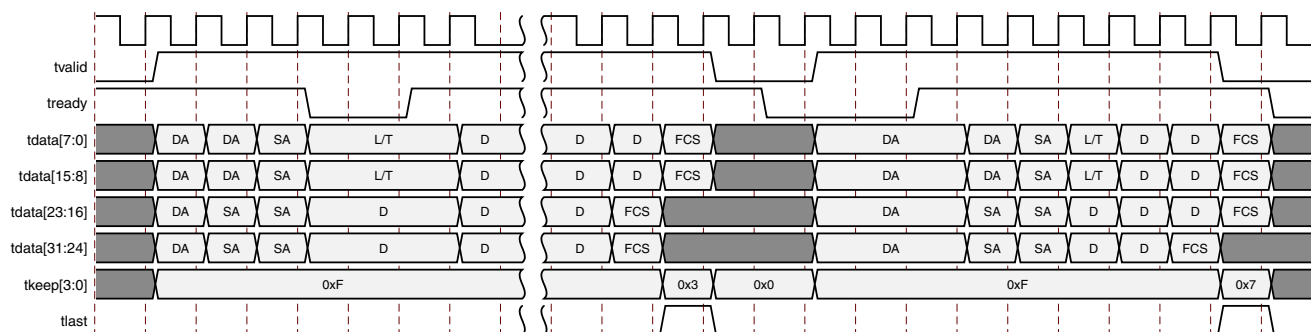 tvalid
tready
tdata[7:0] DA DA SA L/T D D D FCS DA DA SA L/T D D FCS
tdata[15:8] DA DA SA L/T D D D FCS DA DA SA L/T D D FCS
tdata[23:16] DA SA SA D D D FCS DA SA SA D D D FCS
tdata[31:24] DA SA SA D D D FCS DA SA SA D D FCS
tkeep[3:0] 0xF 0x3 0x0 0xF 0x7
tlast